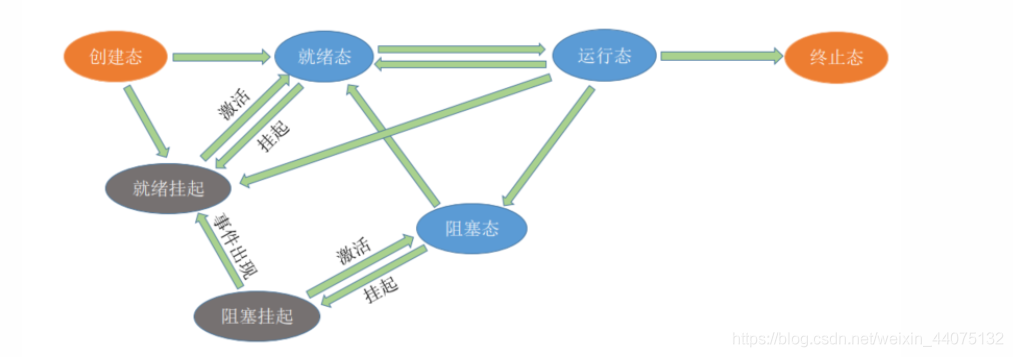 创建态
就绪态
运行态
终止态
激活
挂起
就绪挂起
事件出现
阻塞态
激活
挂起
阻塞挂起
https://blog.csdn.net/weixin_44075132